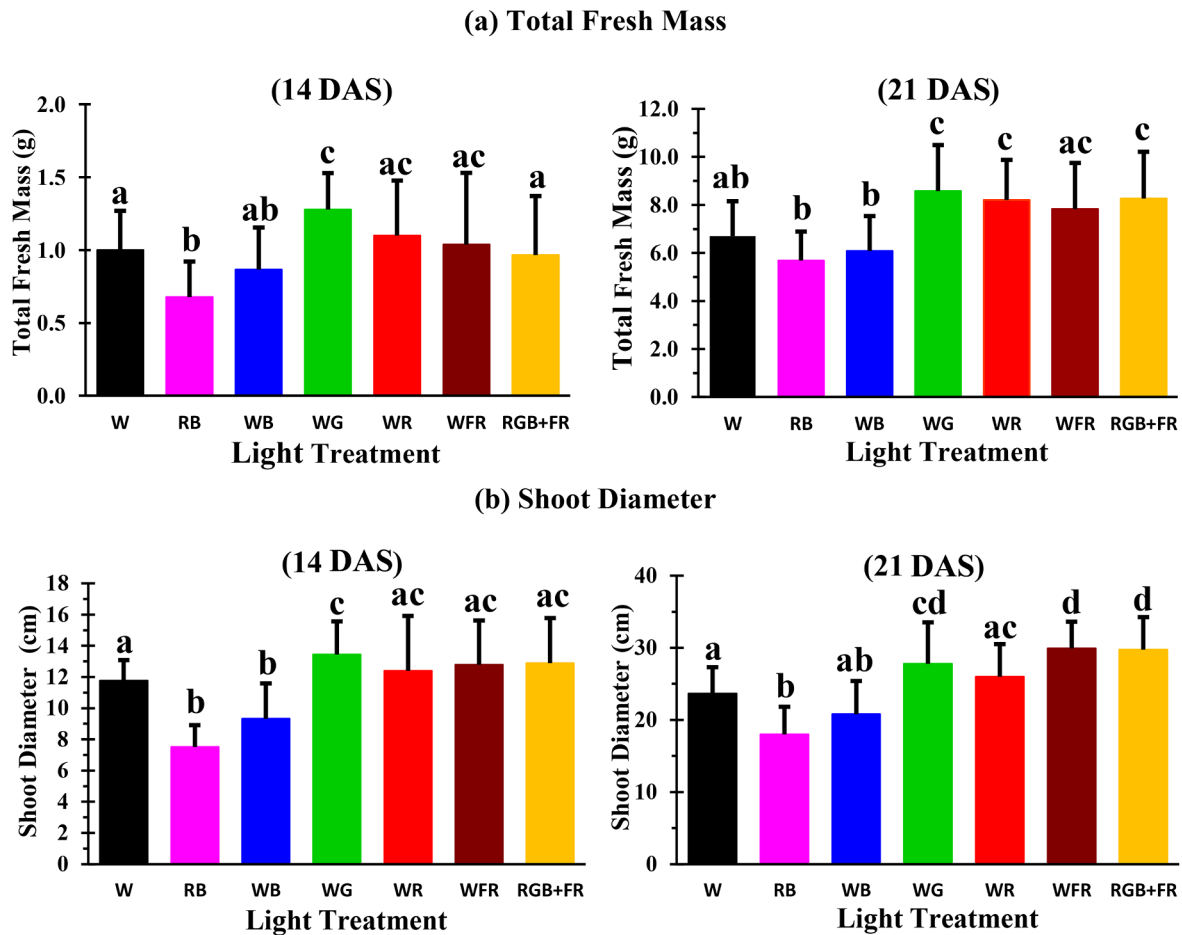 (a) Total Fresh Mass
(14 DAS)
Total Fresh Mass (g)
2.0
1.5
1.0
0.5
0.0
a
b
ab
c
ac
ac
a
W RB WB WG WR WFR RGB+FR
Light Treatment
(21 DAS)
Total Fresh Mass (g)
12.0
10.0
8.0
6.0
4.0
2.0
0.0
ab
b
b
c
c
ac
c
W RB WB WG WR WFR RGB+FR
Light Treatment
(b) Shoot Diameter
(14 DAS)
Shoot Diameter (cm)
18
16
14
12
10
8
6
4
2
0
a
b
b
c
ac
ac
ac
W RB WB WG WR WFR RGB+FR
Light Treatment
(21 DAS)
Shoot Diameter (cm)
40
30
20
10
0
a
b
ab
cd
ac
d
d
W RB WB WG WR WFR RGB+FR
Light Treatment